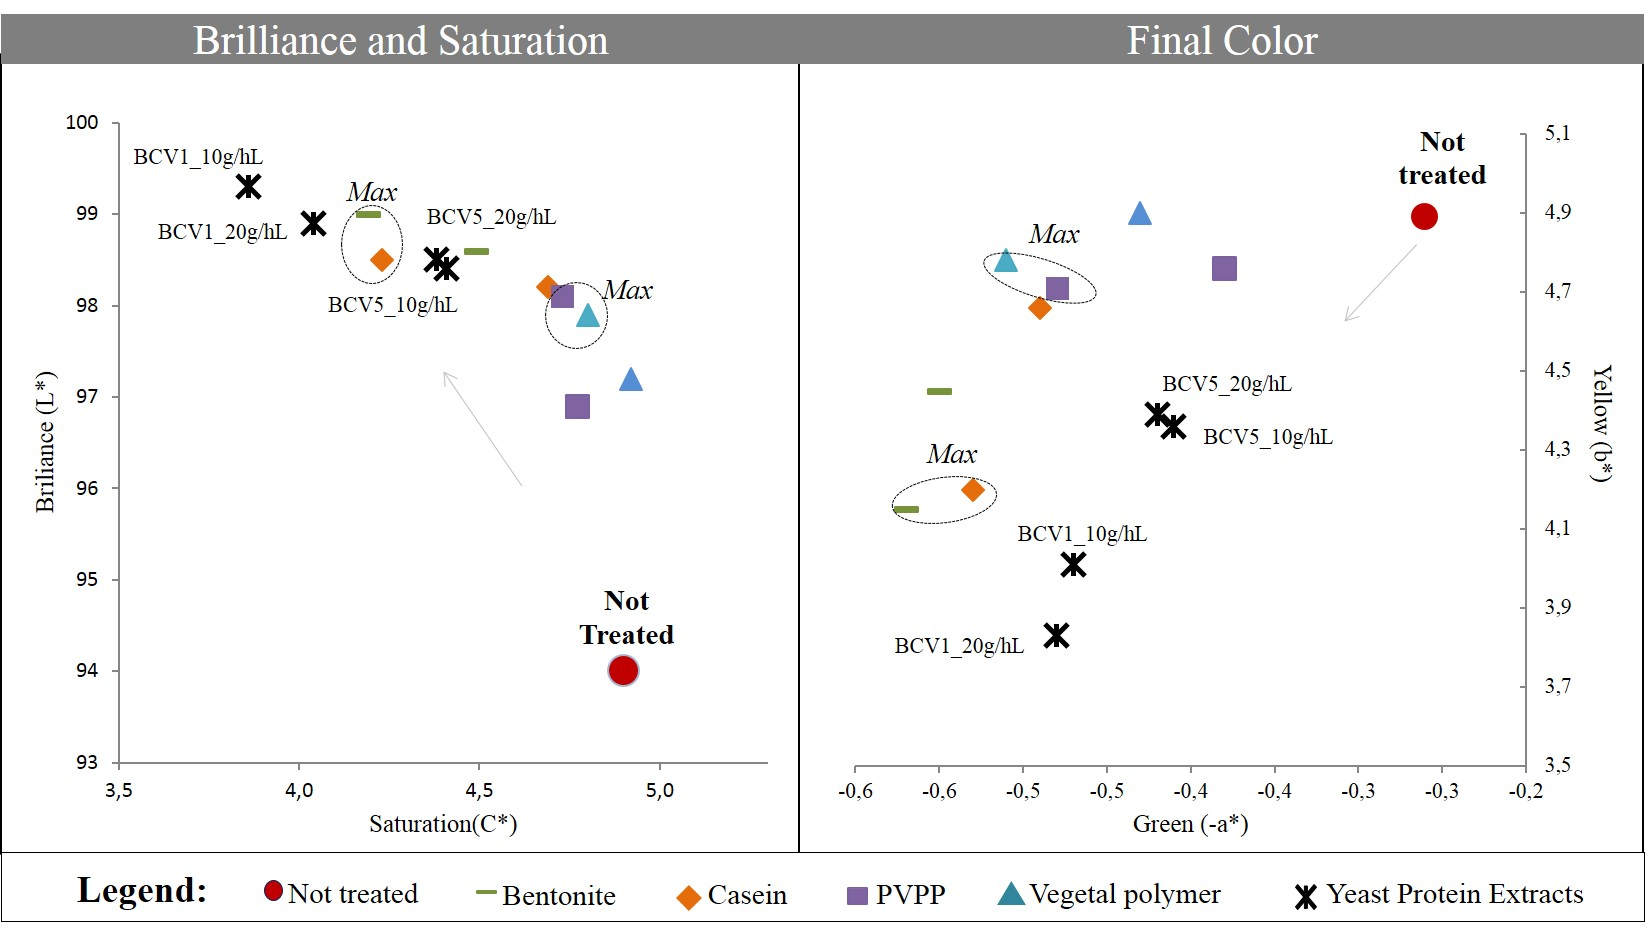 Brilliance and Saturation
Final Color
100
99
98
97
96
95
94
93
3,5
4,0
4,5
5,0
Briliance (L*)
Saturation(C*)
BCV1_10g/hL
BCV1_20g/hL
Max
BCV5_20g/hL
BCV5_10g/hL
Max
Not
Treated
Not
treated
Max
BCV5_20g/hL
BCV5_10g/hL
Max
BCV1_10g/hL
BCV1_20g/hL
5,1
4,9
4,7
4,5
4,3
4,1
3,9
3,7
3,5
Yellow (b*)
-0,6
-0,6
-0,5
-0,5
-0,4
-0,4
-0,3
-0,3
-0,2
Green (-a*)
Legend:
Not treated
Bentonite
Casein
PVPP
Vegetal polymer
Yeast Protein Extracts